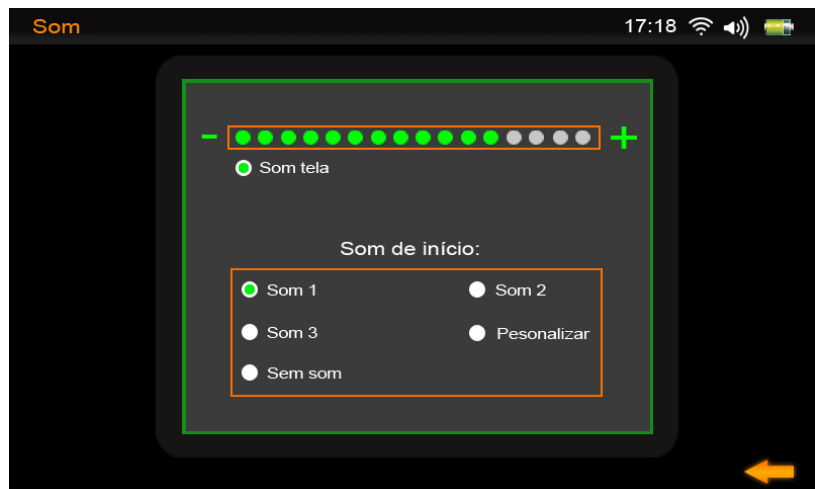 Som 17:18
- +
Som tela
Som de início:
Som 1 Som 2
Som 3 Pesonalizar
Sem som